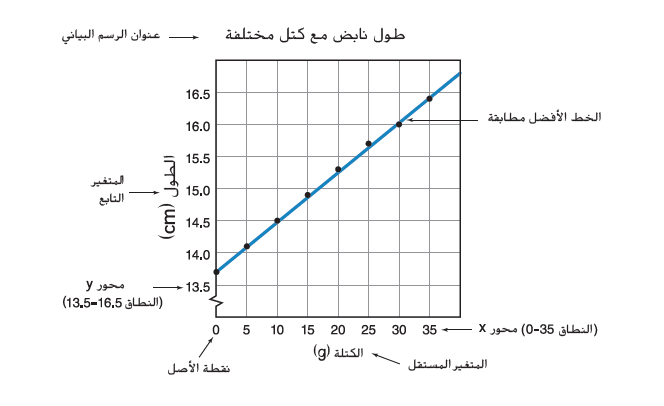 طول نابض مع كتل مختلفة
عنوان الرسم البياني
الخط الأفضل مطابقة
المتغير
التابع
الطول (cm)
16.5
16.0
15.5
15.0
14.5
14.0
13.5
محور y
(النطاق 16.5–13.5)
0 5 10 15 20 25 30 35
محور x (النطاق 35–0)
الكتلة (g)
المتغير المستقل
نقطة الأصل